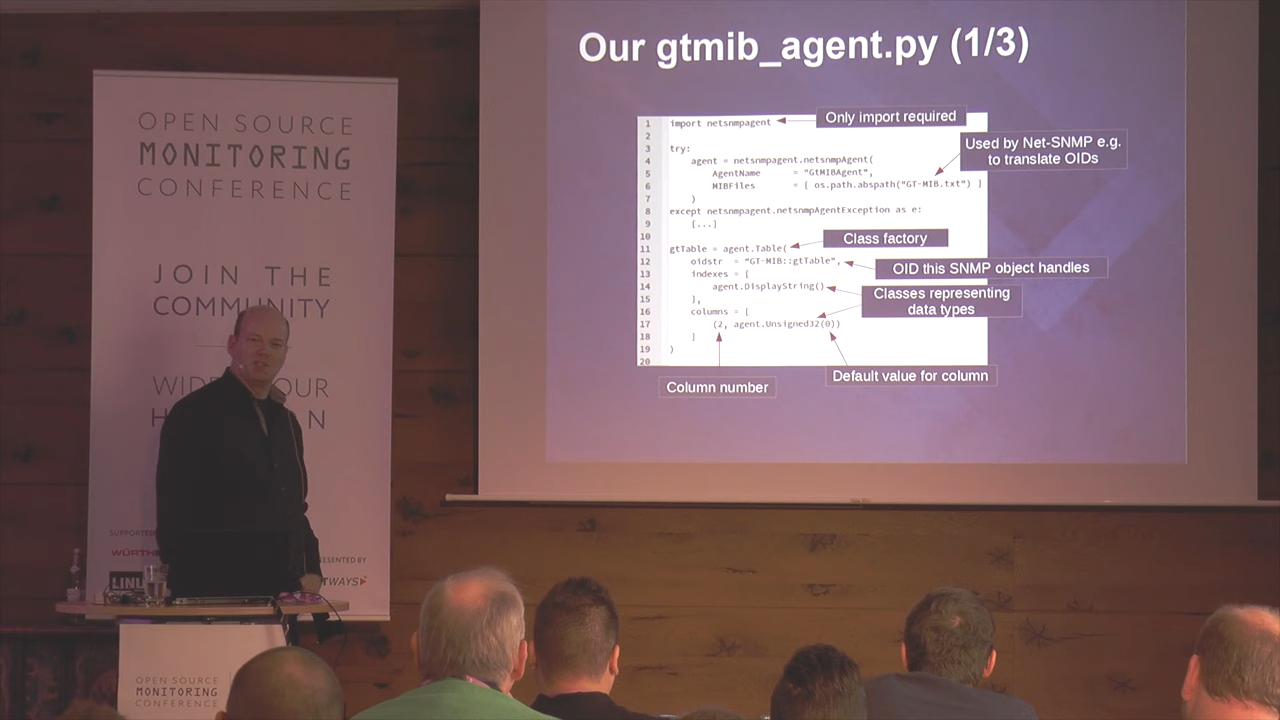 Our gtmib_agent.py (1/3)
1 import netsnmpagent
Only import required
2
3 try:
4 agent = netsnmpagent.netsnmpAgent(
5 AgentName = "GtMIBAgent",
6 MIBFiles = [ os.path.abspath("GT-MIB.txt") ]
Used by Net-SNMP e.g.
to translate OIDs
7 )
8 except netsnmpagent.netsnmpAgentException as e:
9 [...]
10
11 gtTable = agent.Table(
Class factory
12 oidstr = "GT-MIB::gtTable",
OID this SNMP object handles
13 indexes = [
14 agent.DisplayString()
Classes representing
data types
15 ],
16 columns = [
17 (2, agent.Unsigned32(0))
18 ]
19 )
20
Column number
Default value for column
OPEN SOURCE
MONITORING
CONFERENCE
JOIN THE
COMMUNITY
OPEN SOURCE
MONITORING
CONFERENCE